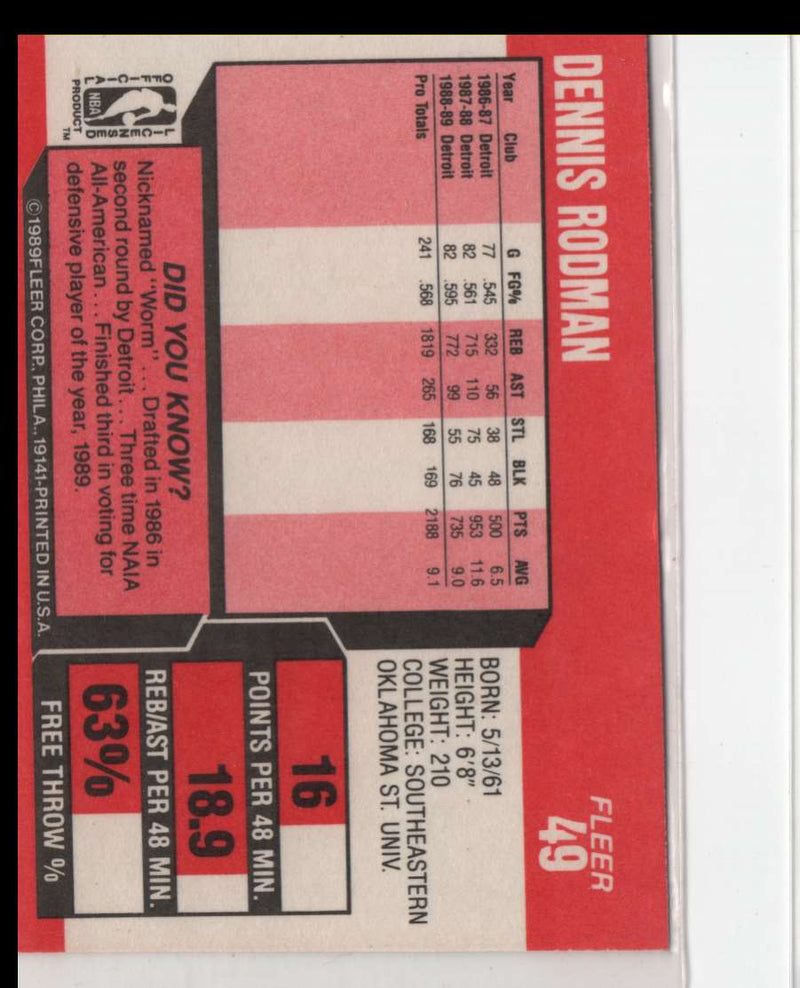 DENNIS RODMAN
FLEER
49
BORN: 5/13/61
HEIGHT: 6'8"
WEIGHT: 210
COLLEGE: SOUTHEASTERN
OKLAHOMA ST. UNIV.
Year Club G FG% REB AST STL BLK PTS AVG
1986-87 Detroit 77 .545 332 56 38 48 500 6.5
1987-88 Detroit 82 .561 715 110 75 45 953 11.6
1988-89 Detroit 82 .595 772 99 55 76 735 9.0
Pro Totals 241 .568 1819 265 168 169 2188 9.1
16
POINTS PER 48 MIN.
18.9
REB/AST PER 48 MIN.
63%
FREE THROW %
OFFICIAL LICENSED
NBA
PRODUCT TM
DID YOU KNOW?
Nicknamed "Worm" ... Drafted in 1986 in
second round by Detroit ... Three time NAIA
All-American ... Finished third in voting for
defensive player of the year, 1989.
©1989FLEER CORP., PHILA., 19141-PRINTED IN U.S.A.